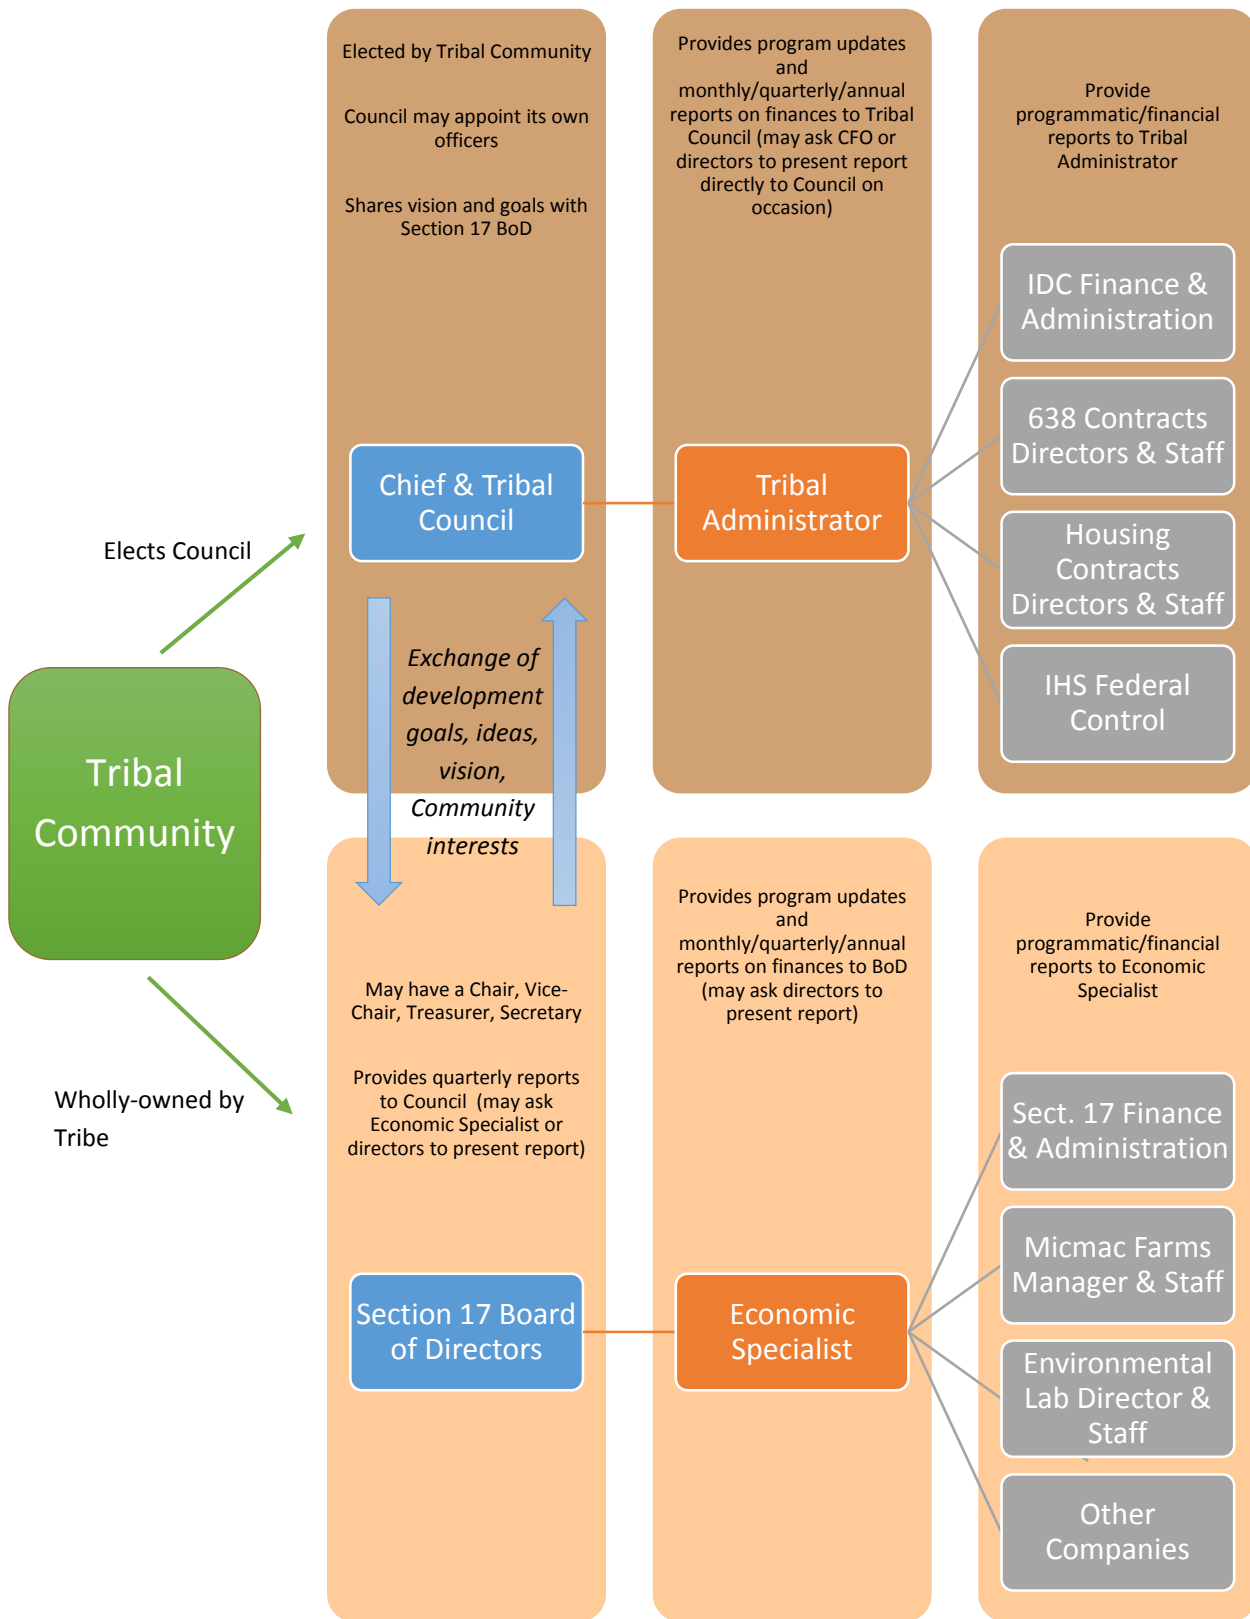 Elected by Tribal Community
Council may appoint its own
officers
Shares vision and goals with
Section 17 BoD
Chief & Tribal
Council
Provides program updates
and
monthly/quarterly/annual
reports on finances to Tribal
Council (may ask CFO or
directors to present report
directly to Council on
occasion)
Tribal
Administrator
Provide
programmatic/financial
reports to Tribal
Administrator
IDC Finance &
Administration
638 Contracts
Directors & Staff
Housing
Contracts
Directors & Staff
IHS Federal
Control
Elects Council
Tribal
Community
Wholly-owned by
Tribe
Exchange of
development
goals, ideas,
vision,
Community
interests
May have a Chair, Vice-
Chair, Treasurer, Secretary
Provides quarterly reports
to Council (may ask
Economic Specialist or
directors to present report)
Section 17 Board
of Directors
Provides program updates
and
monthly/quarterly/annual
reports on finances to BoD
(may ask directors to
present report)
Economic
Specialist
Provide
programmatic/financial
reports to Economic
Specialist
Sect. 17 Finance
& Administration
Micmac Farms
Manager & Staff
Environmental
Lab Director &
Staff
Other
Companies